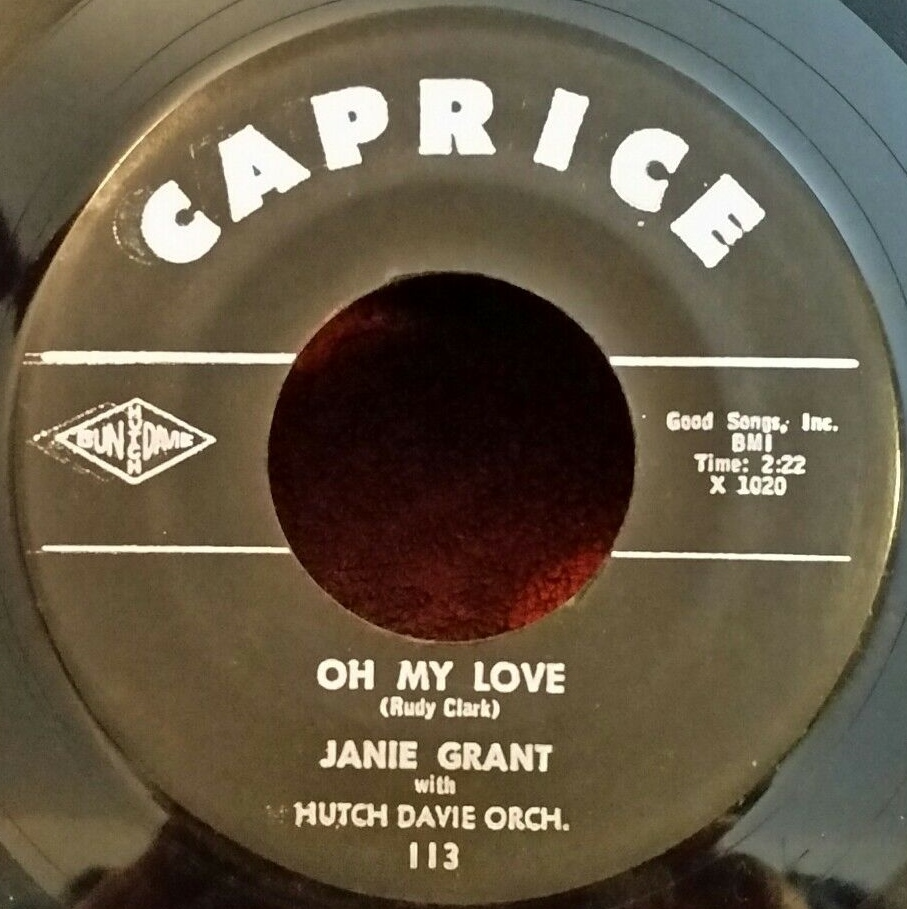 CAPRICE
BUN HUTCH DAVIE
Good Songs, Inc.
BMI
Time: 2:22
X 1020
OH MY LOVE
(Rudy Clark)
JANIE GRANT
with
HUTCH DAVIE ORCH.
113